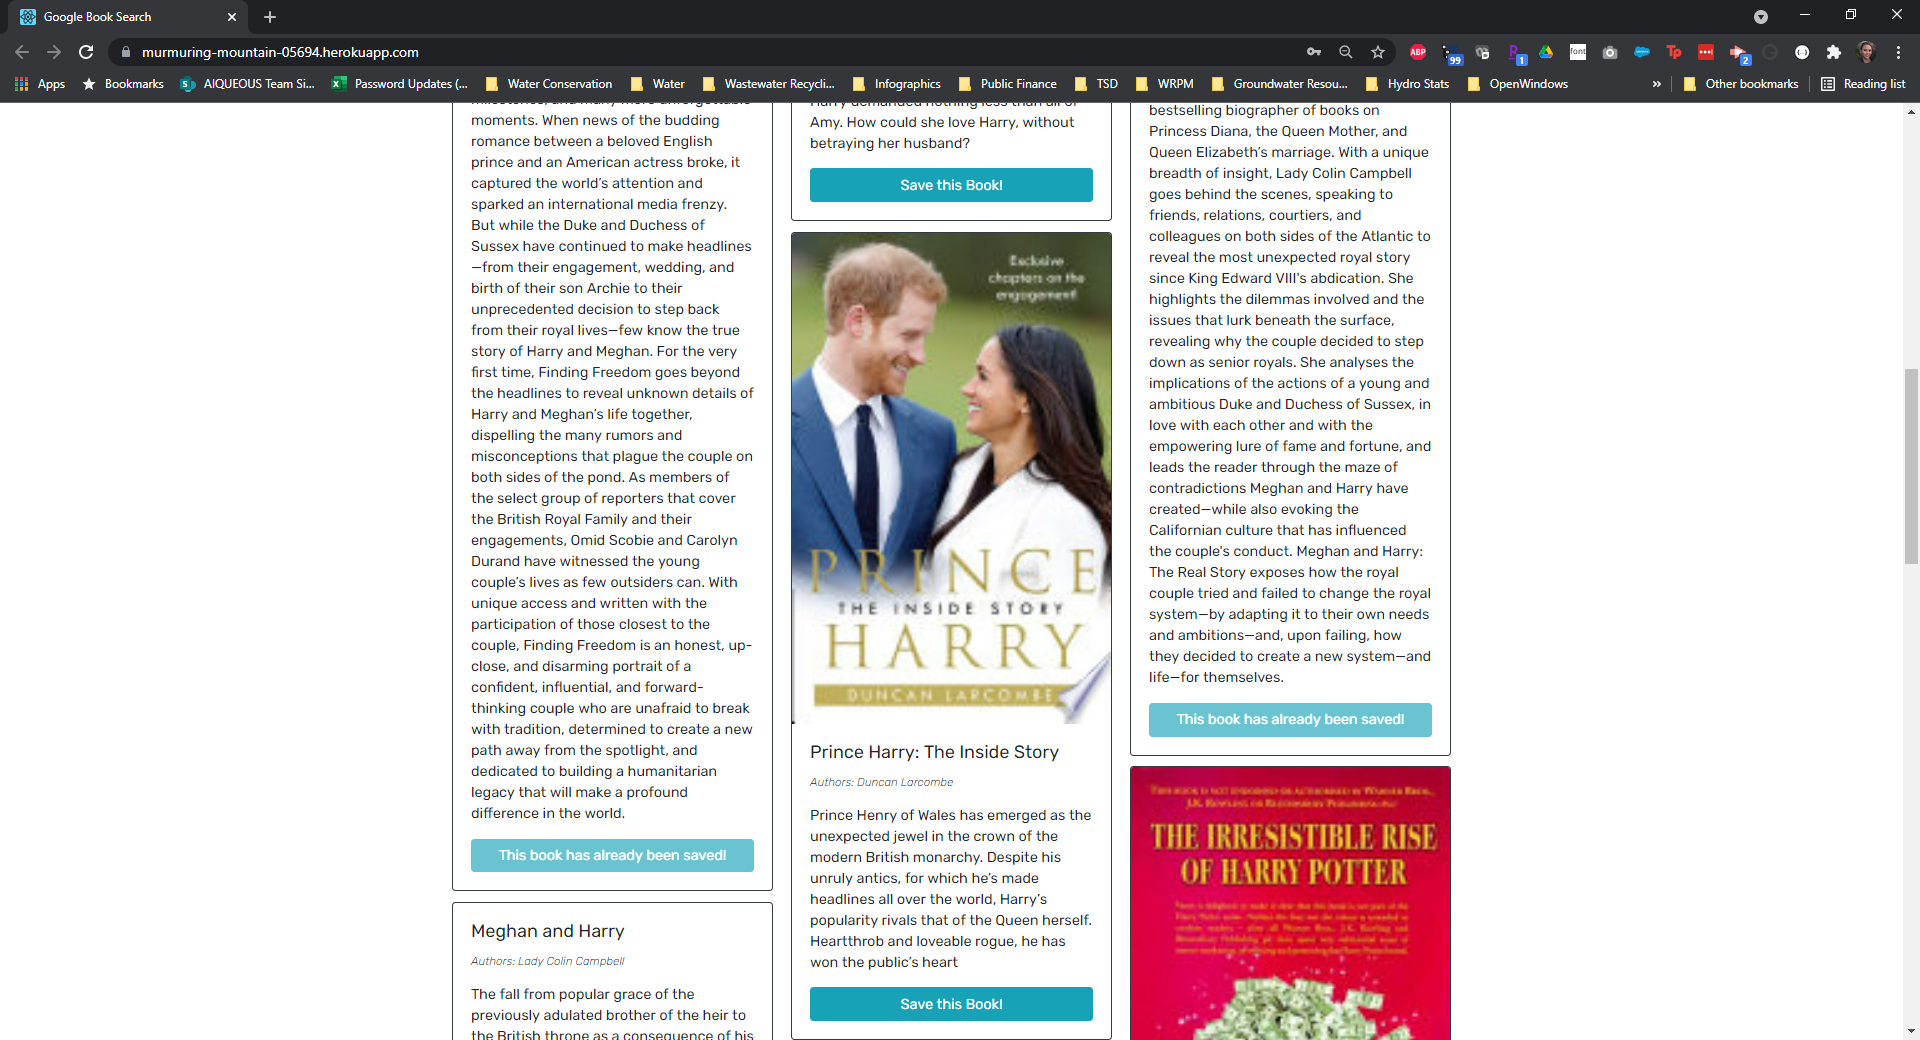 Google Book Search
murmuring-mountain-05694.herokuapp.com
ABP
99
1
font
Tp
2
Apps
Bookmarks
AIQUEOUS Team Si...
Password Updates (...
Water Conservation
Water
Wastewater Recycli...
Infographics
Public Finance
TSD
WRPM
Groundwater Resou...
Hydro Stats
OpenWindows
»
Other bookmarks
Reading list
moments. When news of the budding
romance between a beloved English
prince and an American actress broke, it
captured the world’s attention and
sparked an international media frenzy.
But while the Duke and Duchess of
Sussex have continued to make headlines
—from their engagement, wedding, and
birth of their son Archie to their
unprecedented decision to step back
from their royal lives—few know the true
story of Harry and Meghan. For the very
first time, Finding Freedom goes beyond
the headlines to reveal unknown details of
Harry and Meghan’s life together,
dispelling the many rumors and
misconceptions that plague the couple on
both sides of the pond. As members of
the select group of reporters that cover
the British Royal Family and their
engagements, Omid Scobie and Carolyn
Durand have witnessed the young
couple’s lives as few outsiders can. With
unique access and written with the
participation of those closest to the
couple, Finding Freedom is an honest, up-
close, and disarming portrait of a
confident, influential, and forward-
thinking couple who are unafraid to break
with tradition, determined to create a new
path away from the spotlight, and
dedicated to building a humanitarian
legacy that will make a profound
difference in the world.
This book has already been saved!
Meghan and Harry
Authors: Lady Colin Campbell
The fall from popular grace of the
previously adulated brother of the heir to
the British throne as a consequence of his
Harry demanded nothing less than all of
Amy. How could she love Harry, without
betraying her husband?
Save this Book!
Exclusive
chapters on the
engagement!
PRINCE
THE INSIDE STORY
HARRY
DUNCAN LARCOMBE
Prince Harry: The Inside Story
Authors: Duncan Larcombe
Prince Henry of Wales has emerged as the
unexpected jewel in the crown of the
modern British monarchy. Despite his
unruly antics, for which he’s made
headlines all over the world, Harry’s
popularity rivals that of the Queen herself.
Heartthrob and loveable rogue, he has
won the public’s heart
Save this Book!
bestselling biographer of books on
Princess Diana, the Queen Mother, and
Queen Elizabeth’s marriage. With a unique
breadth of insight, Lady Colin Campbell
goes behind the scenes, speaking to
friends, relations, courtiers, and
colleagues on both sides of the Atlantic to
reveal the most unexpected royal story
since King Edward VIII's abdication. She
highlights the dilemmas involved and the
issues that lurk beneath the surface,
revealing why the couple decided to step
down as senior royals. She analyses the
implications of the actions of a young and
ambitious Duke and Duchess of Sussex, in
love with each other and with the
empowering lure of fame and fortune, and
leads the reader through the maze of
contradictions Meghan and Harry have
created—while also evoking the
Californian culture that has influenced
the couple's conduct. Meghan and Harry:
The Real Story exposes how the royal
couple tried and failed to change the royal
system—by adapting it to their own needs
and ambitions—and, upon failing, how
they decided to create a new system—and
life—for themselves.
This book has already been saved!
THIS BOOK IS NOT ENDORSED OR AUTHORISED BY WARNER BROS.,
J.K. ROWLING OR BLOOMSBURY PUBLISHING PLC
THE IRRESISTIBLE RISE
OF HARRY POTTER